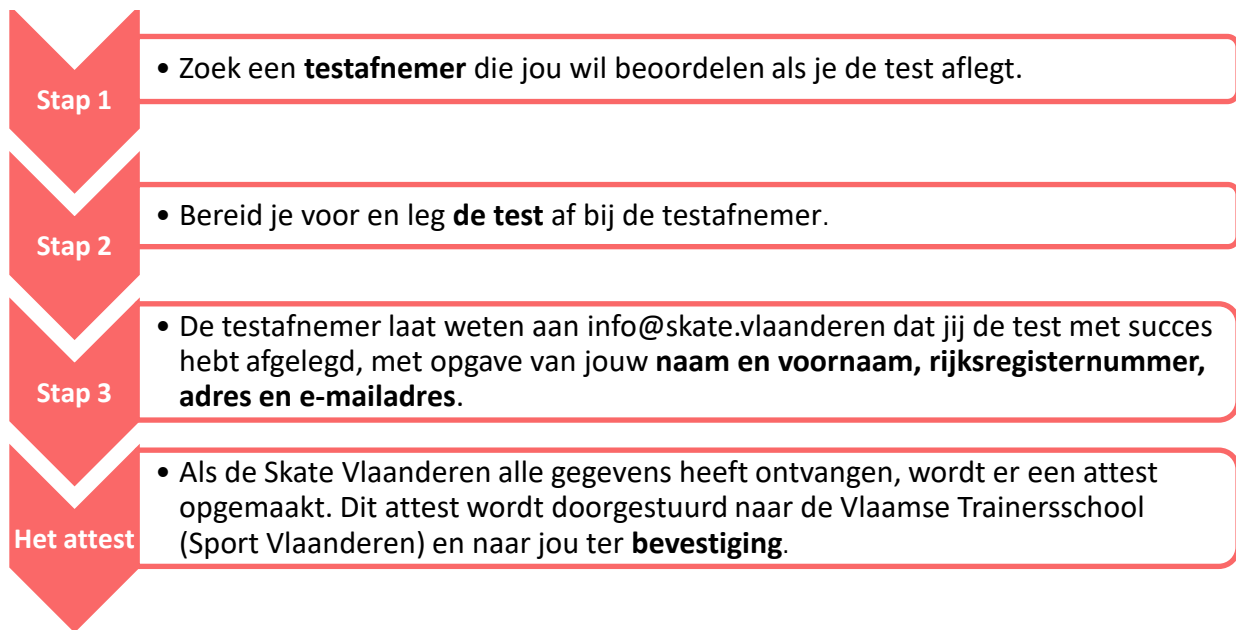 Stap 1
• Zoek een testafnemer die jou wil beoordelen als je de test aflegt.
Stap 2
• Bereid je voor en leg de test af bij de testafnemer.
Stap 3
• De testafnemer laat weten aan info@skate.vlaanderen dat jij de test met succes
hebt afgelegd, met opgave van jouw naam en voornaam, rijksregisternummer,
adres en e-mailadres.
Het attest
• Als de Skate Vlaanderen alle gegevens heeft ontvangen, wordt er een attest
opgemaakt. Dit attest wordt doorgestuurd naar de Vlaamse Trainersschool
(Sport Vlaanderen) en naar jou ter bevestiging.